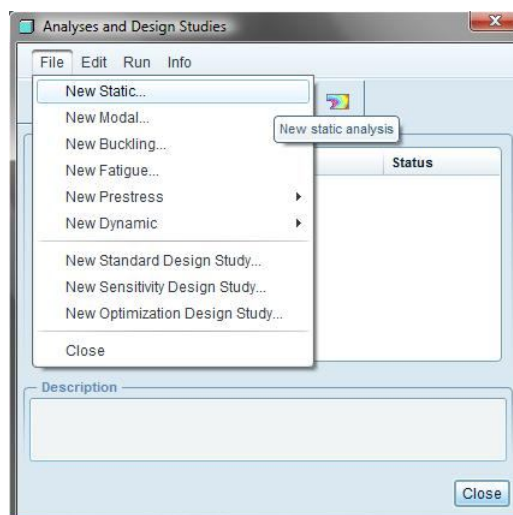 Analyses and Design Studies
File Edit Run Info
New Static...
New Modal...
New static analysis
New Buckling...
New Fatigue...
Status
New Prestress
New Dynamic
New Standard Design Study...
New Sensitivity Design Study...
New Optimization Design Study...
Close
Description
Close